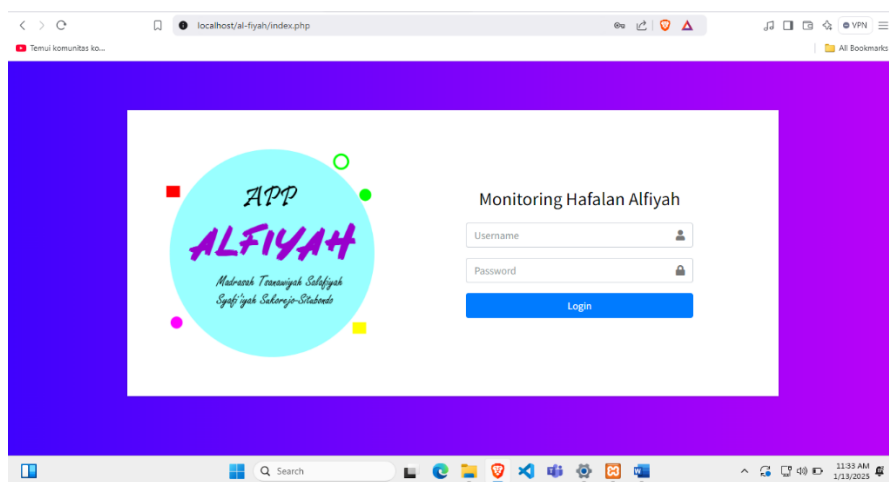 localhost/al-fiyah/index.php
VPN
Temui komunitas ko...
All Bookmarks
APP
ALFIYAH
Madrasah Tsanawiyah Salafiyah
Syafi'iyah Sukorejo-Situbondo
Monitoring Hafalan Alfiyah
Username
Password
Login
Search
11:33 AM
1/13/2025